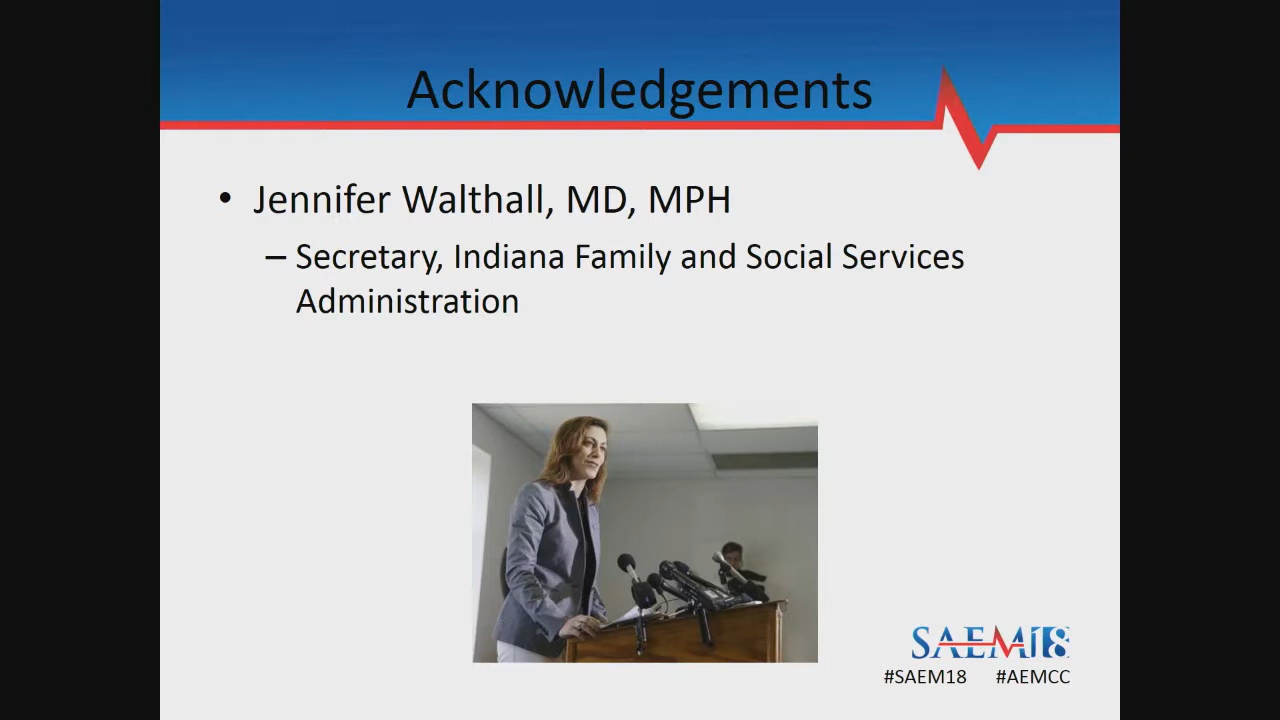 Acknowledgements
• Jennifer Walthall, MD, MPH
– Secretary, Indiana Family and Social Services
Administration
SAEM18
#SAEM18 #AEMCC